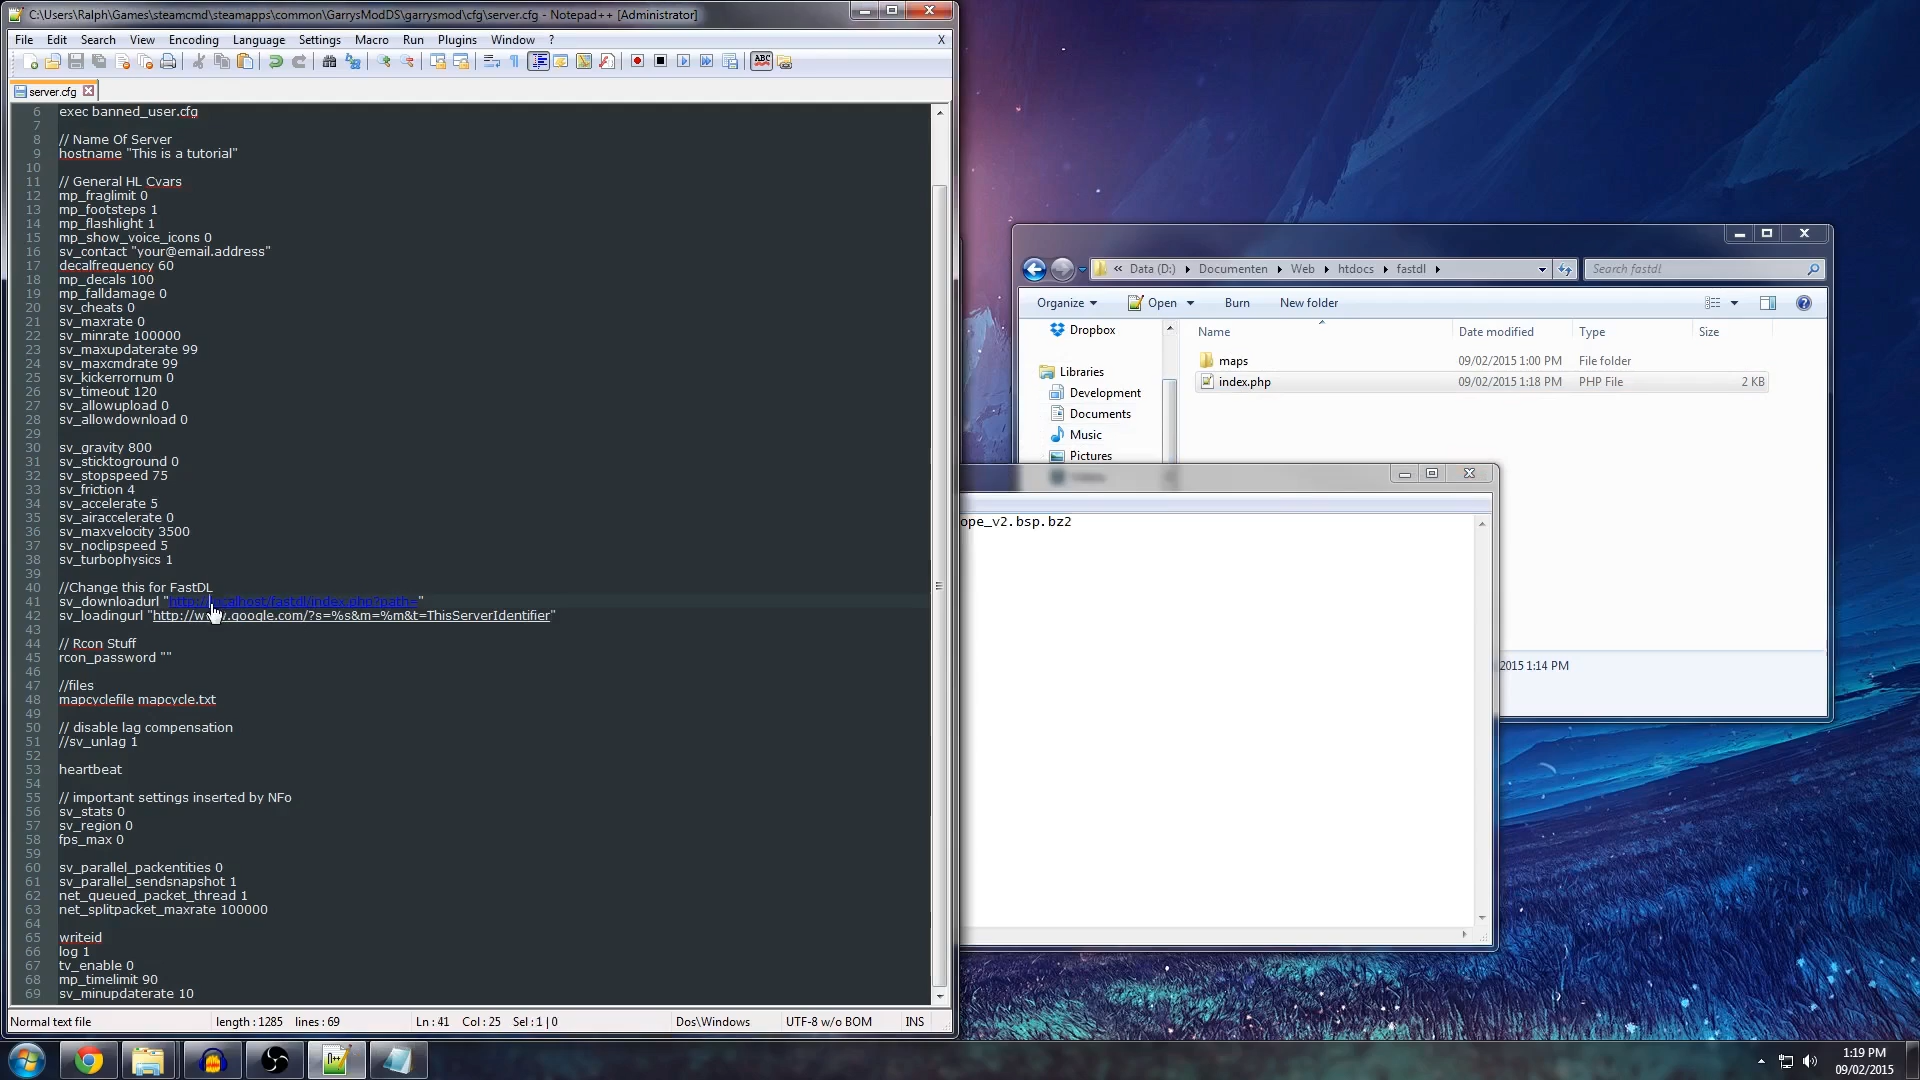 C:\Users\Ralph\Games\steamcmd\steamapps\common\GarrysModDS\garrysmod\cfg\server.cfg - Notepad++ [Administrator]
File Edit Search View Encoding Language Settings Macro Run Plugins Window ? X
server.cfg
6 exec banned_user.cfg
7
8 // Name Of Server
9 hostname "This is a tutorial"
10
11 // General HL Cvars
12 mp_fraglimit 0
13 mp_footsteps 1
14 mp_flashlight 1
15 mp_show_voice_icons 0
16 sv_contact "your@email.address"
17 decalfrequency 60
18 mp_decals 100
19 mp_falldamage 0
20 sv_cheats 0
21 sv_maxrate 0
22 sv_minrate 100000
23 sv_maxupdaterate 99
24 sv_maxcmdrate 99
25 sv_kickerrornum 0
26 sv_timeout 120
27 sv_allowupload 0
28 sv_allowdownload 0
29
30 sv_gravity 800
31 sv_sticktoground 0
32 sv_stopspeed 75
33 sv_friction 4
34 sv_accelerate 5
35 sv_airaccelerate 0
36 sv_maxvelocity 3500
37 sv_noclipspeed 5
38 sv_turbophysics 1
39
40 //Change this for FastDL
41 sv_downloadurl "http://localhost/fastdl/index.php?path="
42 sv_loadingurl "http://www.google.com/?s=%s&m=%m&t=ThisServerIdentifier"
43
44 // Rcon Stuff
45 rcon_password ""
46
47 //files
48 mapcyclefile mapcycle.txt
49
50 // disable lag compensation
51 //sv_unlag 1
52
53 heartbeat
54
55 // important settings inserted by NFo
56 sv_stats 0
57 sv_region 0
58 fps_max 0
59
60 sv_parallel_packentities 0
61 sv_parallel_sendsnapshot 1
62 net_queued_packet_thread 1
63 net_splitpacket_maxrate 100000
64
65 writeid
66 log 1
67 tv_enable 0
68 mp_timelimit 90
69 sv_minupdaterate 10
Normal text file length : 1285 lines : 69 Ln : 41 Col : 25 Sel : 1 | 0 Dos\Windows UTF-8 w/o BOM INS
« Data (D:) Documenten Web htdocs fastdl Search fastdl
Organize Open Burn New folder
Dropbox
Libraries
Development
Documents
Music
Pictures
Name Date modified Type Size
maps 09/02/2015 1:00 PM File folder
index.php 09/02/2015 1:18 PM PHP File 2 KB
2015 1:14 PM
ope_v2.bsp.bz2
1:19 PM
09/02/2015